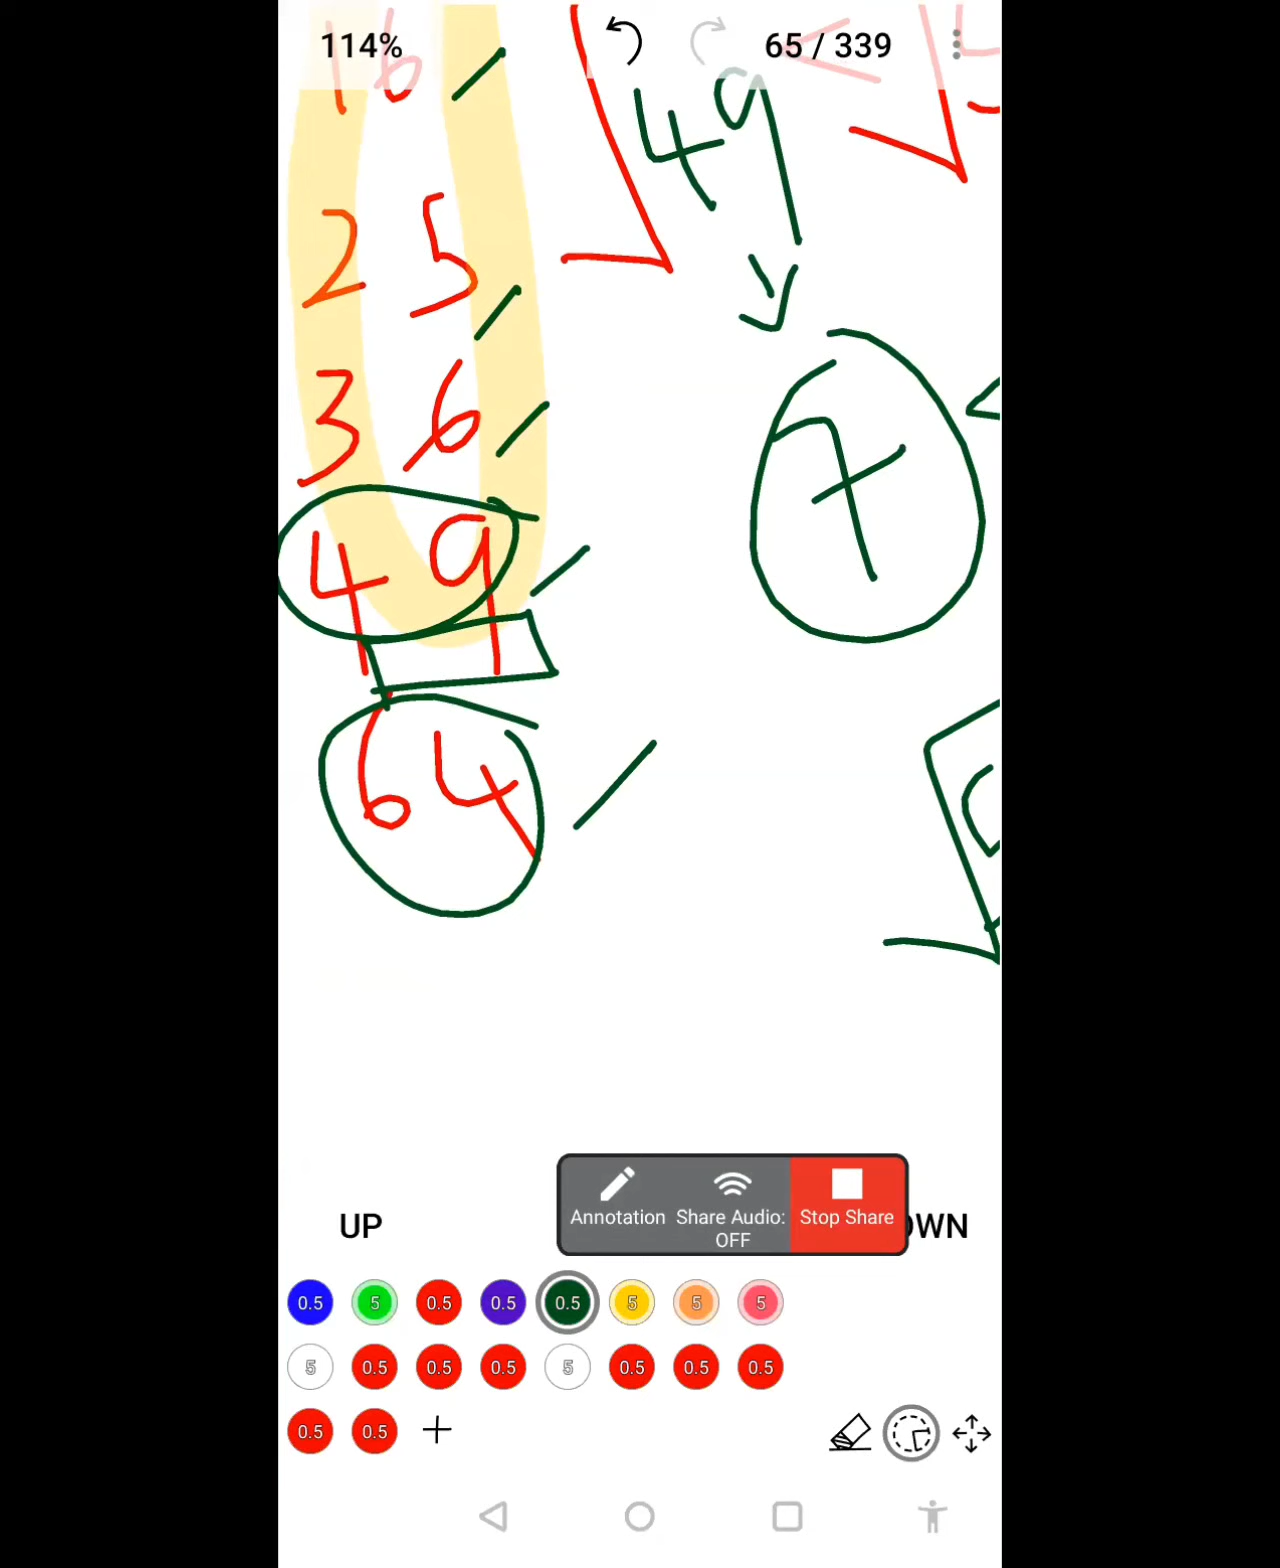 114%
65 / 339
16
49
25
36
7
49
64
Annotation
Share Audio: OFF
Stop Share
UP
OWN
0.5 5 0.5 0.5 0.5 5 5 5
5 0.5 0.5 0.5 5 0.5 0.5 0.5
0.5 0.5 +